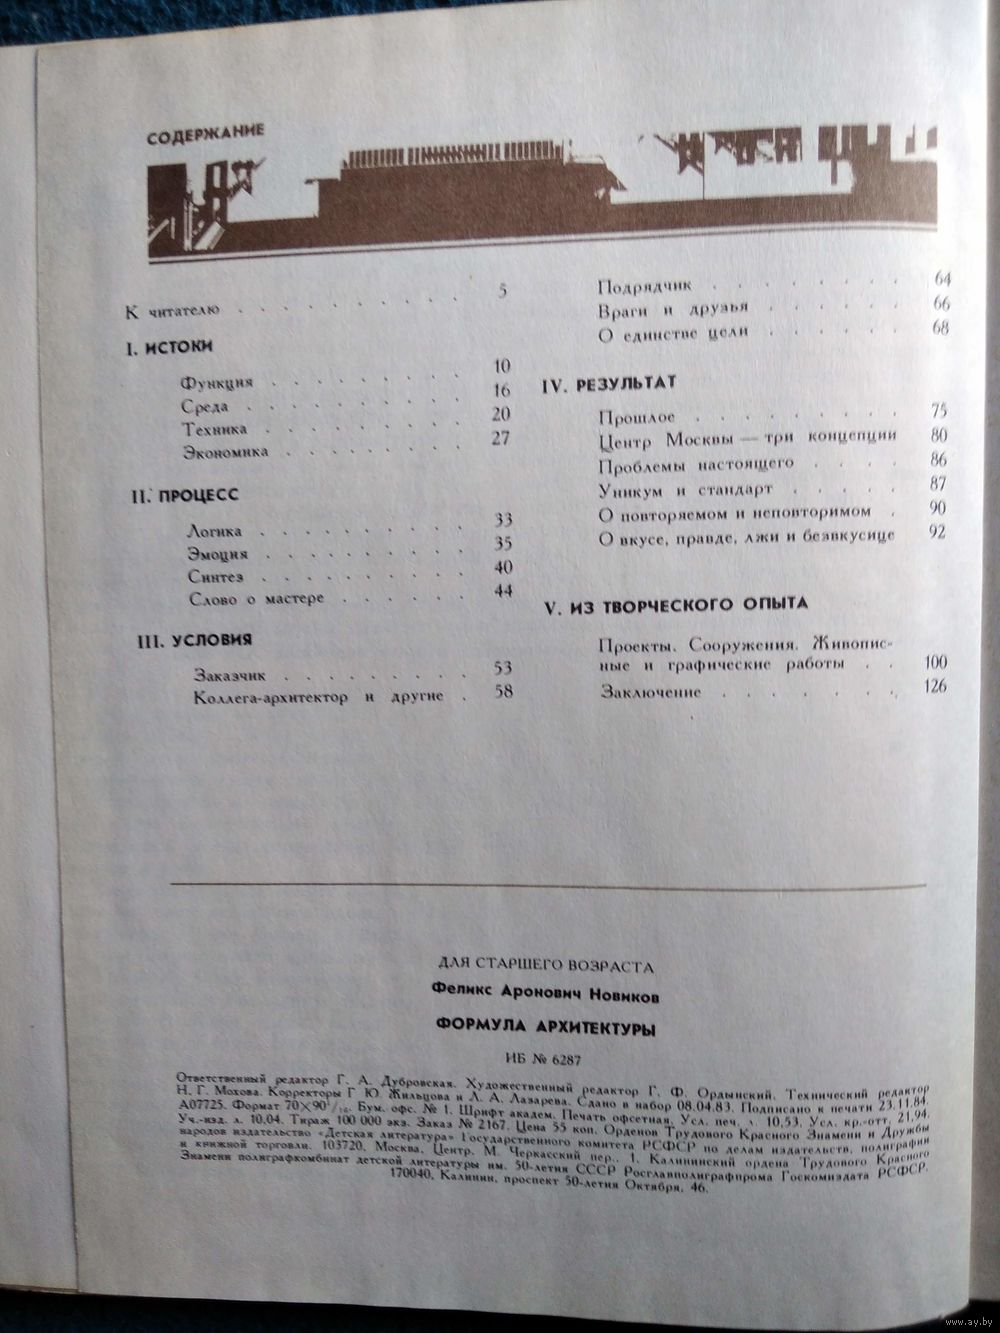 СОДЕРЖАНИЕ
К читателю . . . . . . . . . . 5
I. ИСТОКИ
Функция . . . . . . . . 10
Среда . . . . . . . . . 16
Техника . . . . . . . . 20
Экономика . . . . . . . 27
II. ПРОЦЕСС
Логика . . . . . . . . 33
Эмоция . . . . . . . . 35
Синтез . . . . . . . . 40
Слово о мастере . . . . . 44
III. УСЛОВИЯ
Заказчик . . . . . . . . 53
Коллега-архитектор и другие . 58
Подрядчик . . . . . . . 64
Враги и друзья . . . . . 66
О единстве цели . . . . . 68
IV. РЕЗУЛЬТАТ
Прошлое . . . . . . . . 75
Центр Москвы — три концепции 80
Проблемы настоящего . . . . 86
Уникум и стандарт . . . . . 87
О повторяемом и неповторимом . 90
О вкусе, правде, лжи и безвкусице 92
V. ИЗ ТВОРЧЕСКОГО ОПЫТА
Проекты. Сооружения. Живопис-
ные и графические работы . . 100
Заключение . . . . . . . 126
ДЛЯ СТАРШЕГО ВОЗРАСТА
Феликс Аронович Новиков
ФОРМУЛА АРХИТЕКТУРЫ
ИБ № 6287
Ответственный редактор Г. А. Дубровская. Художественный редактор Г. Ф. Ордынский. Технический редактор
Н. Г. Мохова. Корректоры Г. Ю. Жильцова и Л. А. Лазарева. Сдано в набор 08.04.83. Подписано к печати 23.11.84.
А07725. Формат 70×90¹/₁₆. Бум. офс. № 1. Шрифт академ. Печать офсетная. Усл. печ. л. 10,53. Усл. кр.-отт. 21,94.
Уч.-изд. л. 10,04. Тираж 100 000 экз. Заказ № 2167. Цена 55 коп. Орденов Трудового Красного Знамени и Дружбы
народов издательство «Детская литература» Государственного комитета РСФСР по делам издательств, полиграфии
и книжной торговли. 103720, Москва, Центр, М. Черкасский пер., 1. Калининский ордена Трудового Красного
Знамени полиграфкомбинат детской литературы им. 50-летия СССР Росглавполиграфпрома Госкомиздата РСФСР.
170040, Калинин, проспект 50-летия Октября, 46.
www.ay.by